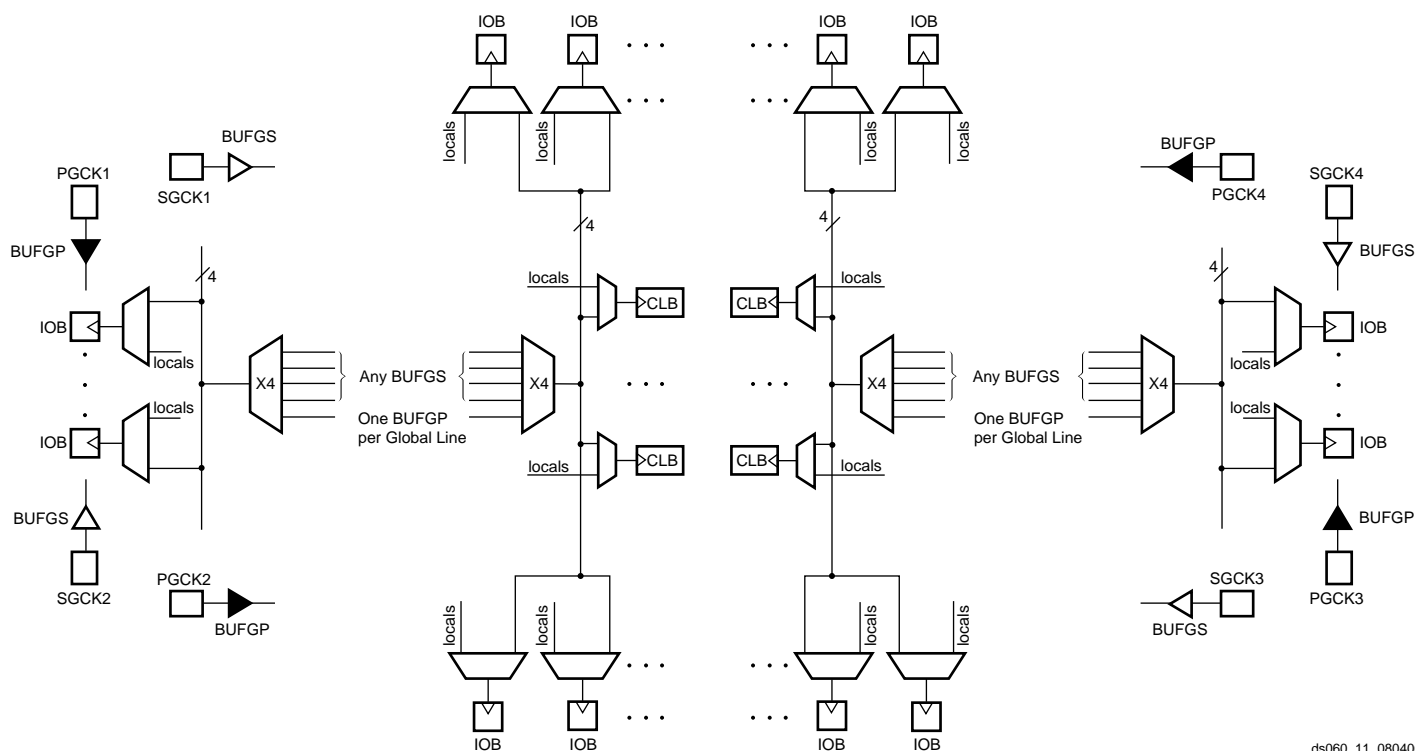 IOB
IOB
. . .
IOB
IOB
. . .
locals
locals
locals
locals
BUFGS
SGCK1
PGCK1
BUFGP
BUFGP
PGCK4
SGCK4
BUFGS
4
4
4
4
locals
CLB
CLB
locals
IOB
locals
X4
Any BUFGS
One BUFGP
per Global Line
X4
. . .
. . .
X4
Any BUFGS
One BUFGP
per Global Line
X4
locals
IOB
locals
IOB
locals
IOB
locals
CLB
CLB
locals
BUFGS
SGCK2
PGCK2
BUFGP
SGCK3
BUFGS
BUFGP
PGCK3
locals
locals
locals
locals
. . .
. . .
IOB
IOB
IOB
IOB
ds060_11_08040